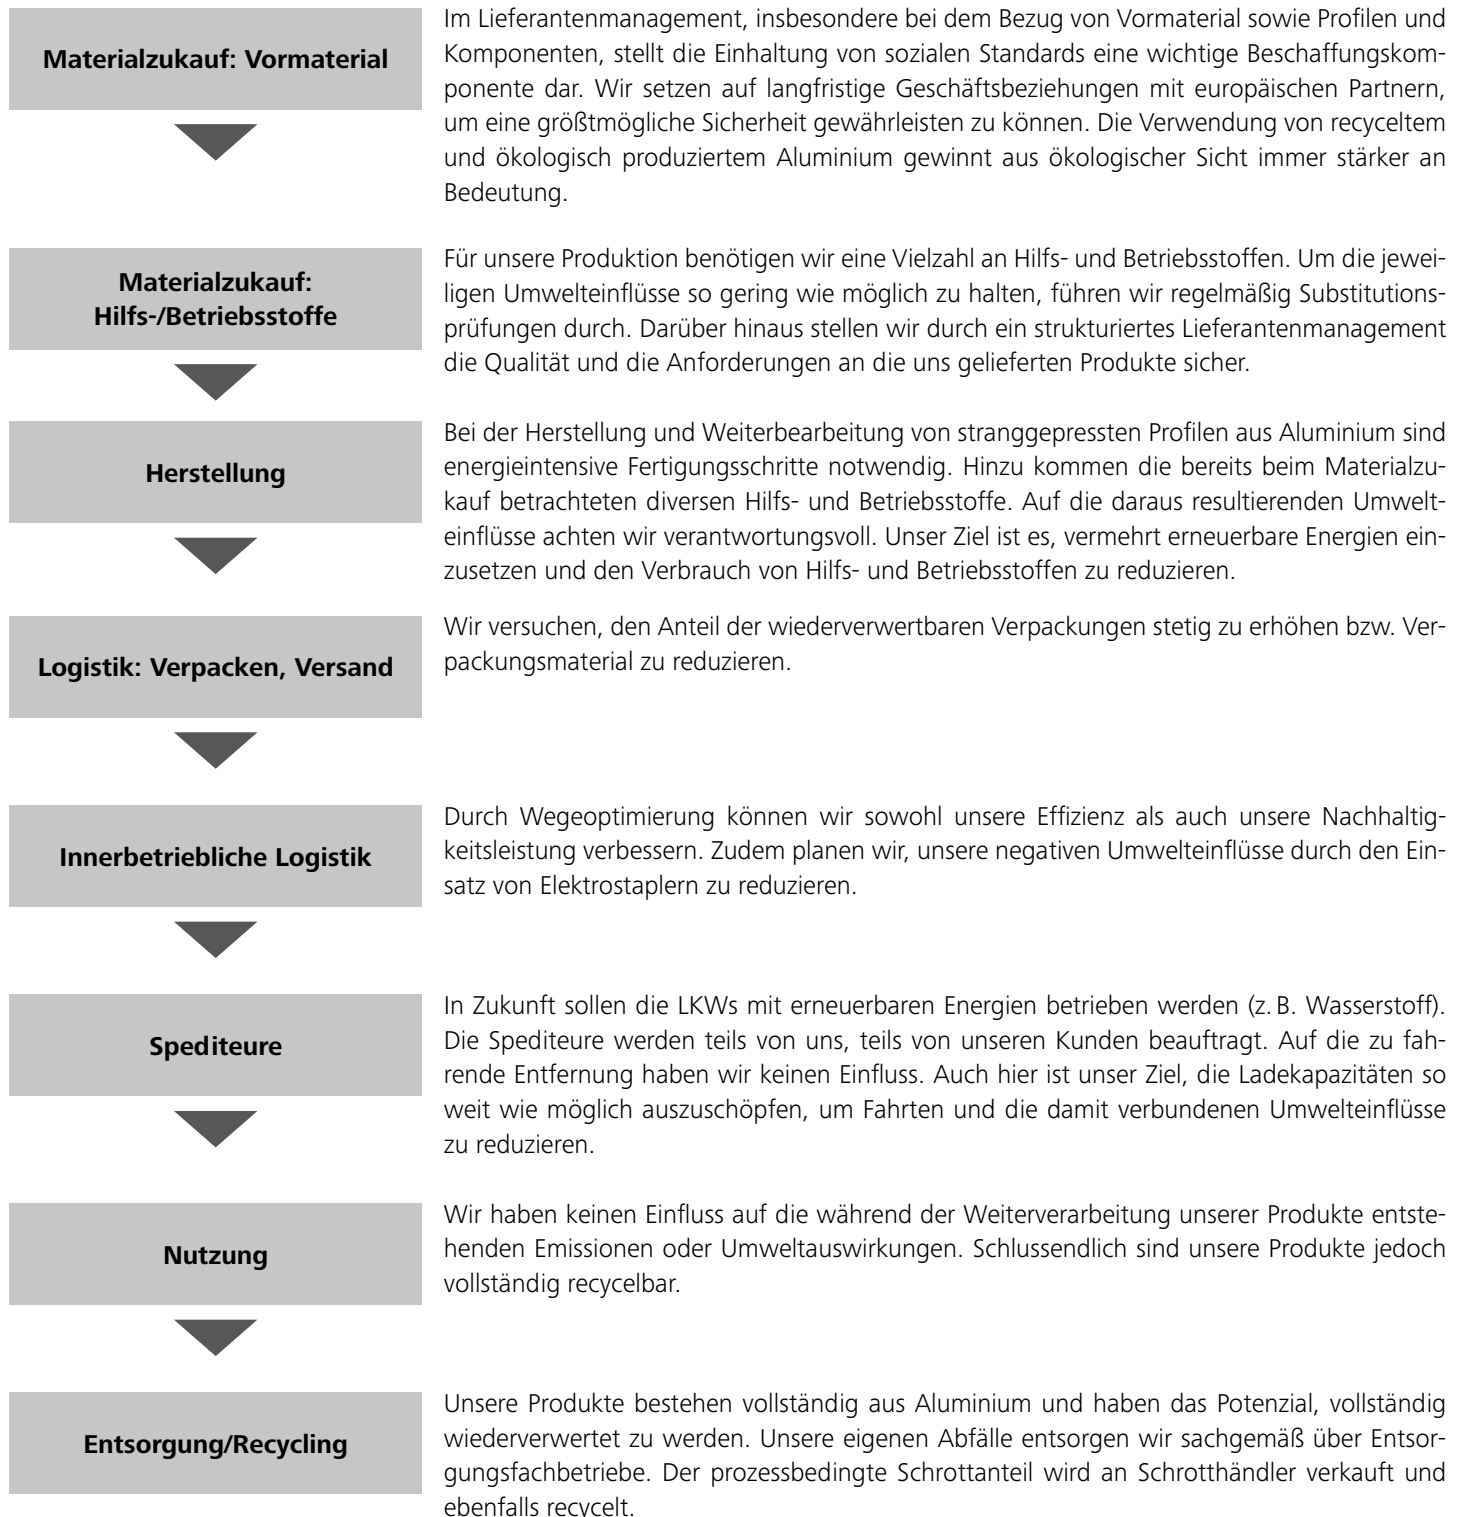 Materialzukauf: Vormaterial
Im Lieferantenmanagement, insbesondere bei dem Bezug von Vormaterial sowie Profilen und
Komponenten, stellt die Einhaltung von sozialen Standards eine wichtige Beschaffungskom-
ponente dar. Wir setzen auf langfristige Geschäftsbeziehungen mit europäischen Partnern,
um eine größtmögliche Sicherheit gewährleisten zu können. Die Verwendung von recyceltem
und ökologisch produziertem Aluminium gewinnt aus ökologischer Sicht immer stärker an
Bedeutung.
Materialzukauf:
Hilfs-/Betriebsstoffe
Für unsere Produktion benötigen wir eine Vielzahl an Hilfs- und Betriebsstoffen. Um die jewei-
ligen Umwelteinflüsse so gering wie möglich zu halten, führen wir regelmäßig Substitutions-
prüfungen durch. Darüber hinaus stellen wir durch ein strukturiertes Lieferantenmanagement
die Qualität und die Anforderungen an die uns gelieferten Produkte sicher.
Herstellung
Bei der Herstellung und Weiterbearbeitung von stranggepressten Profilen aus Aluminium sind
energieintensive Fertigungsschritte notwendig. Hinzu kommen die bereits beim Materialzu-
kauf betrachteten diversen Hilfs- und Betriebsstoffe. Auf die daraus resultierenden Umwelt-
einflüsse achten wir verantwortungsvoll. Unser Ziel ist es, vermehrt erneuerbare Energien ein-
zusetzen und den Verbrauch von Hilfs- und Betriebsstoffen zu reduzieren.
Logistik: Verpacken, Versand
Wir versuchen, den Anteil der wiederverwertbaren Verpackungen stetig zu erhöhen bzw. Ver-
packungsmaterial zu reduzieren.
Innerbetriebliche Logistik
Durch Wegeoptimierung können wir sowohl unsere Effizienz als auch unsere Nachhaltig-
keitsleistung verbessern. Zudem planen wir, unsere negativen Umwelteinflüsse durch den Ein-
satz von Elektrostaplern zu reduzieren.
Spediteure
In Zukunft sollen die LKWs mit erneuerbaren Energien betrieben werden (z. B. Wasserstoff).
Die Spediteure werden teils von uns, teils von unseren Kunden beauftragt. Auf die zu fah-
rende Entfernung haben wir keinen Einfluss. Auch hier ist unser Ziel, die Ladekapazitäten so
weit wie möglich auszuschöpfen, um Fahrten und die damit verbundenen Umwelteinflüsse
zu reduzieren.
Nutzung
Wir haben keinen Einfluss auf die während der Weiterverarbeitung unserer Produkte entste-
henden Emissionen oder Umweltauswirkungen. Schlussendlich sind unsere Produkte jedoch
vollständig recycelbar.
Entsorgung/Recycling
Unsere Produkte bestehen vollständig aus Aluminium und haben das Potenzial, vollständig
wiederverwertet zu werden. Unsere eigenen Abfälle entsorgen wir sachgemäß über Entsor-
gungsfachbetriebe. Der prozessbedingte Schrottanteil wird an Schrotthändler verkauft und
ebenfalls recycelt.